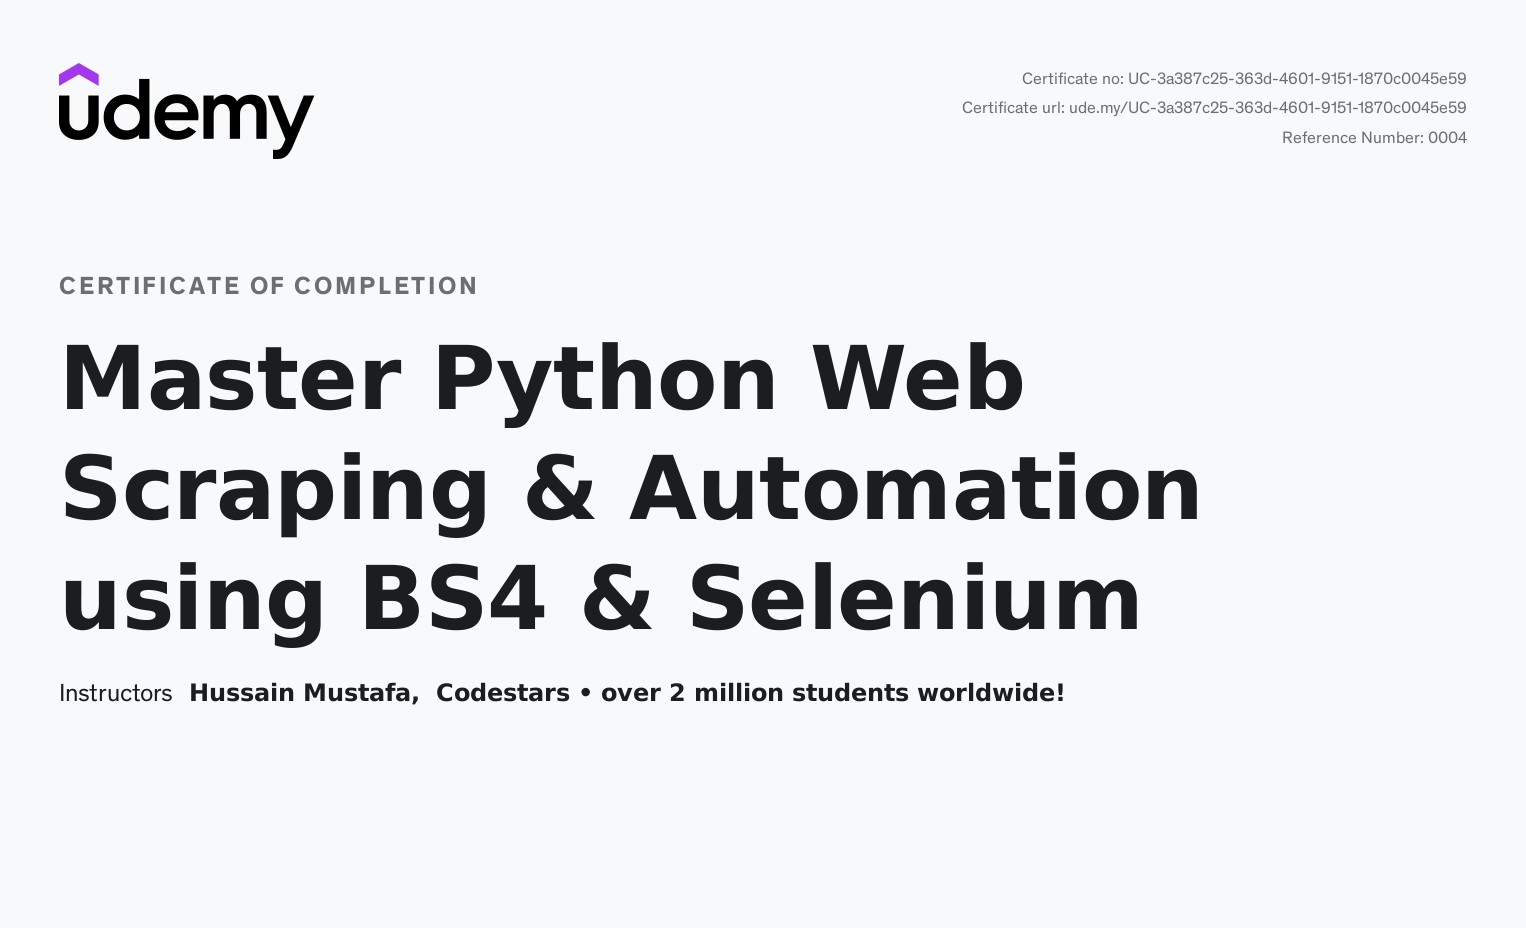 udemy
Certificate no: UC-3a387c25-363d-4601-9151-1870c0045e59
Certificate url: ude.my/UC-3a387c25-363d-4601-9151-1870c0045e59
Reference Number: 0004
CERTIFICATE OF COMPLETION
Master Python Web
Scraping & Automation
using BS4 & Selenium
Instructors Hussain Mustafa, Codestars • over 2 million students worldwide!